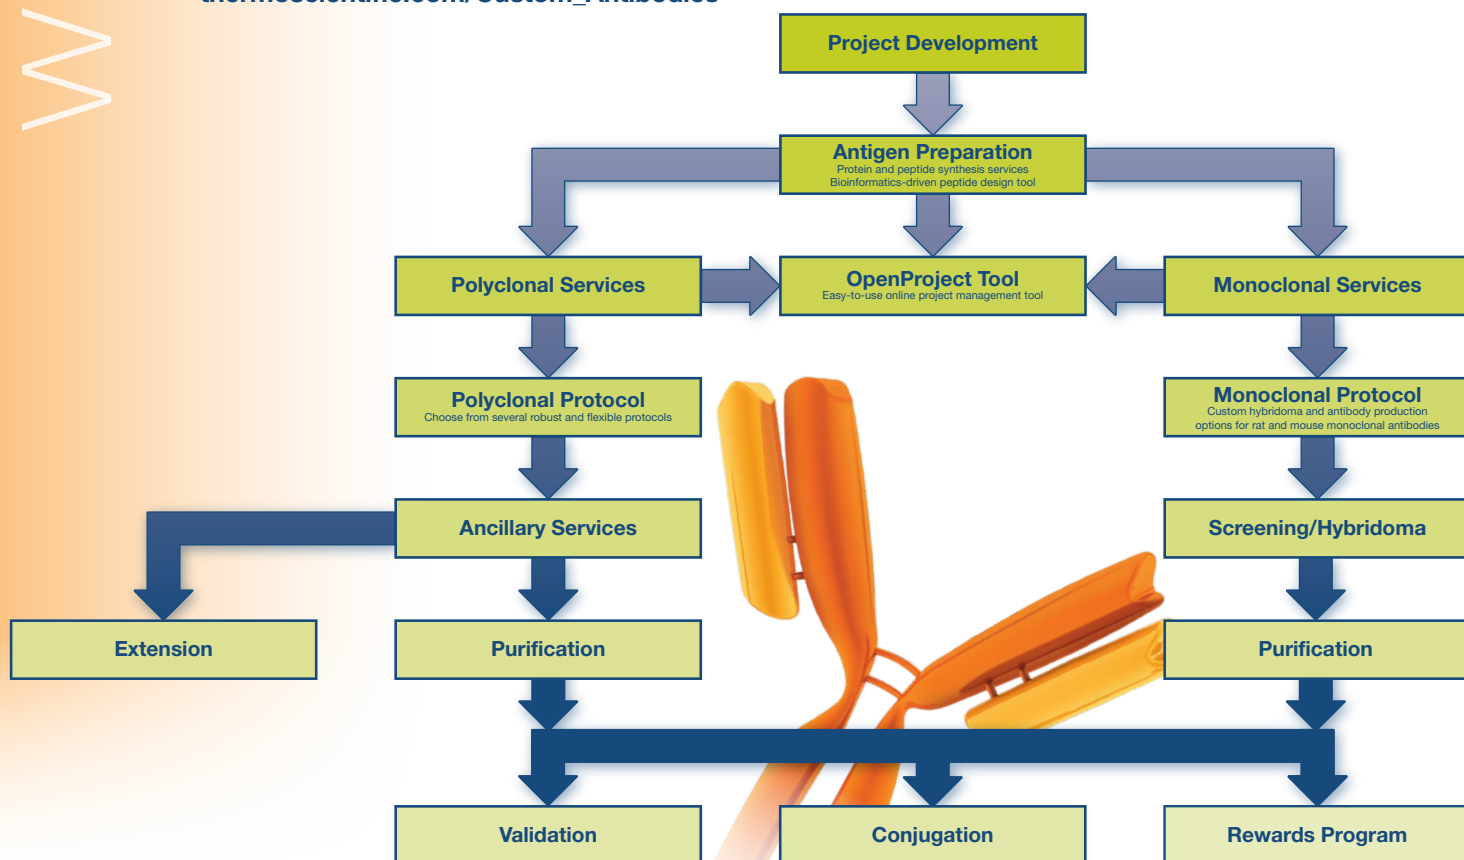 thermoscientific.com/Custom_Antibodies
Project Development
Antigen Preparation
Protein and peptide synthesis services
Bioinformatics-driven peptide design tool
Polyclonal Services
OpenProject Tool
Easy-to-use online project management tool
Monoclonal Services
Polyclonal Protocol
Choose from several robust and flexible protocols
Monoclonal Protocol
Custom hybridoma and antibody production
options for rat and mouse monoclonal antibodies
Ancillary Services
Screening/Hybridoma
Extension
Purification
Purification
Validation
Conjugation
Rewards Program